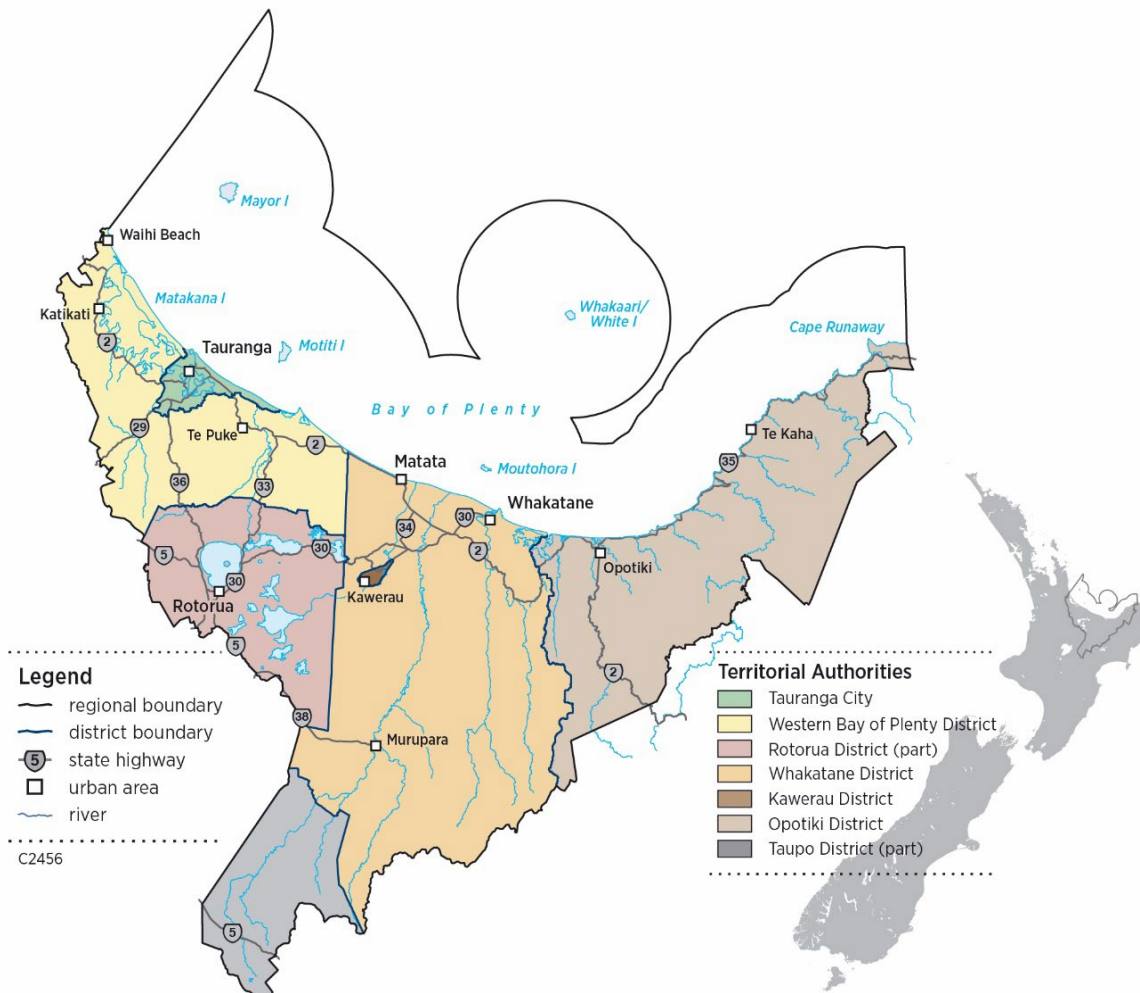 Mayor I
Waihi Beach
Matakana I
Katikati
2
Tauranga
Motiti I
Whakaari/
White I
Cape Runaway
Bay of Plenty
29
Te Puke
2
Te Kaha
Matata
Moutohora I
35
36
33
Whakatane
30
34
2
5
30
30
Opotiki
Kawerau
Rotorua
5
2
38
Murupara
5
Legend
regional boundary
district boundary
5 state highway
urban area
river
C2456
Territorial Authorities
Tauranga City
Western Bay of Plenty District
Rotorua District (part)
Whakatane District
Kawerau District
Opotiki District
Taupo District (part)